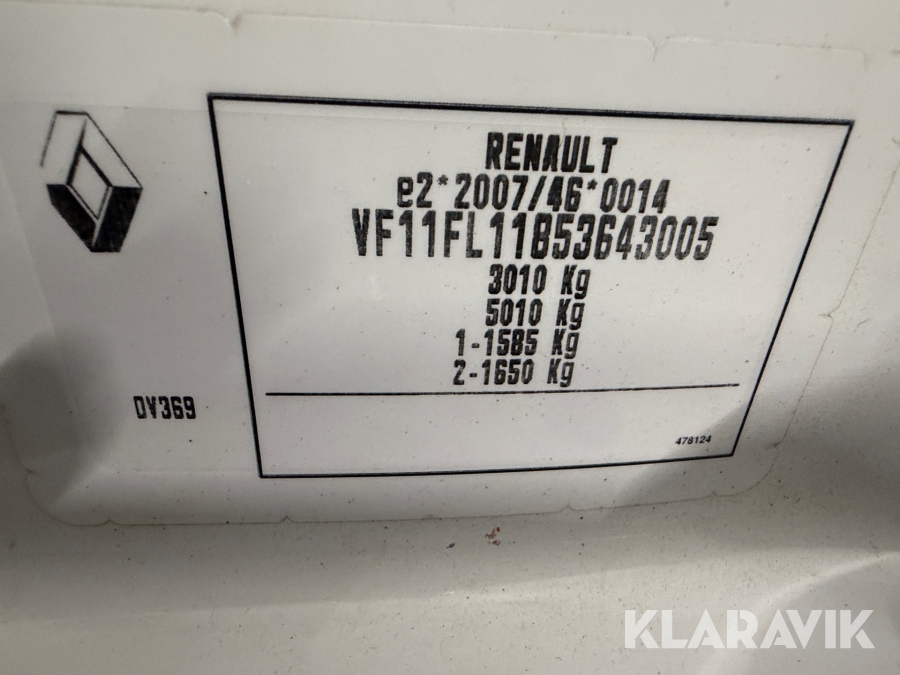 KLARAVIK
RENAULT
e2*2007/46*0014
VF11FL11853643005
3010 Kg
5010 Kg
1-1585 Kg
2-1650 Kg
DV369
478124
KLARAVIK